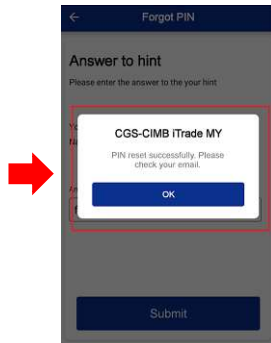 Forgot PIN
Answer to hint
Please enter the answer to the your hint
CGS-CIMB iTrade MY
PIN reset successfully. Please
check your email.
OK
Submit